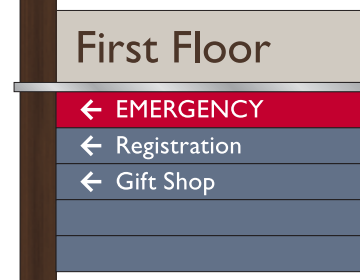 First Floor
← EMERGENCY
← Registration
← Gift Shop